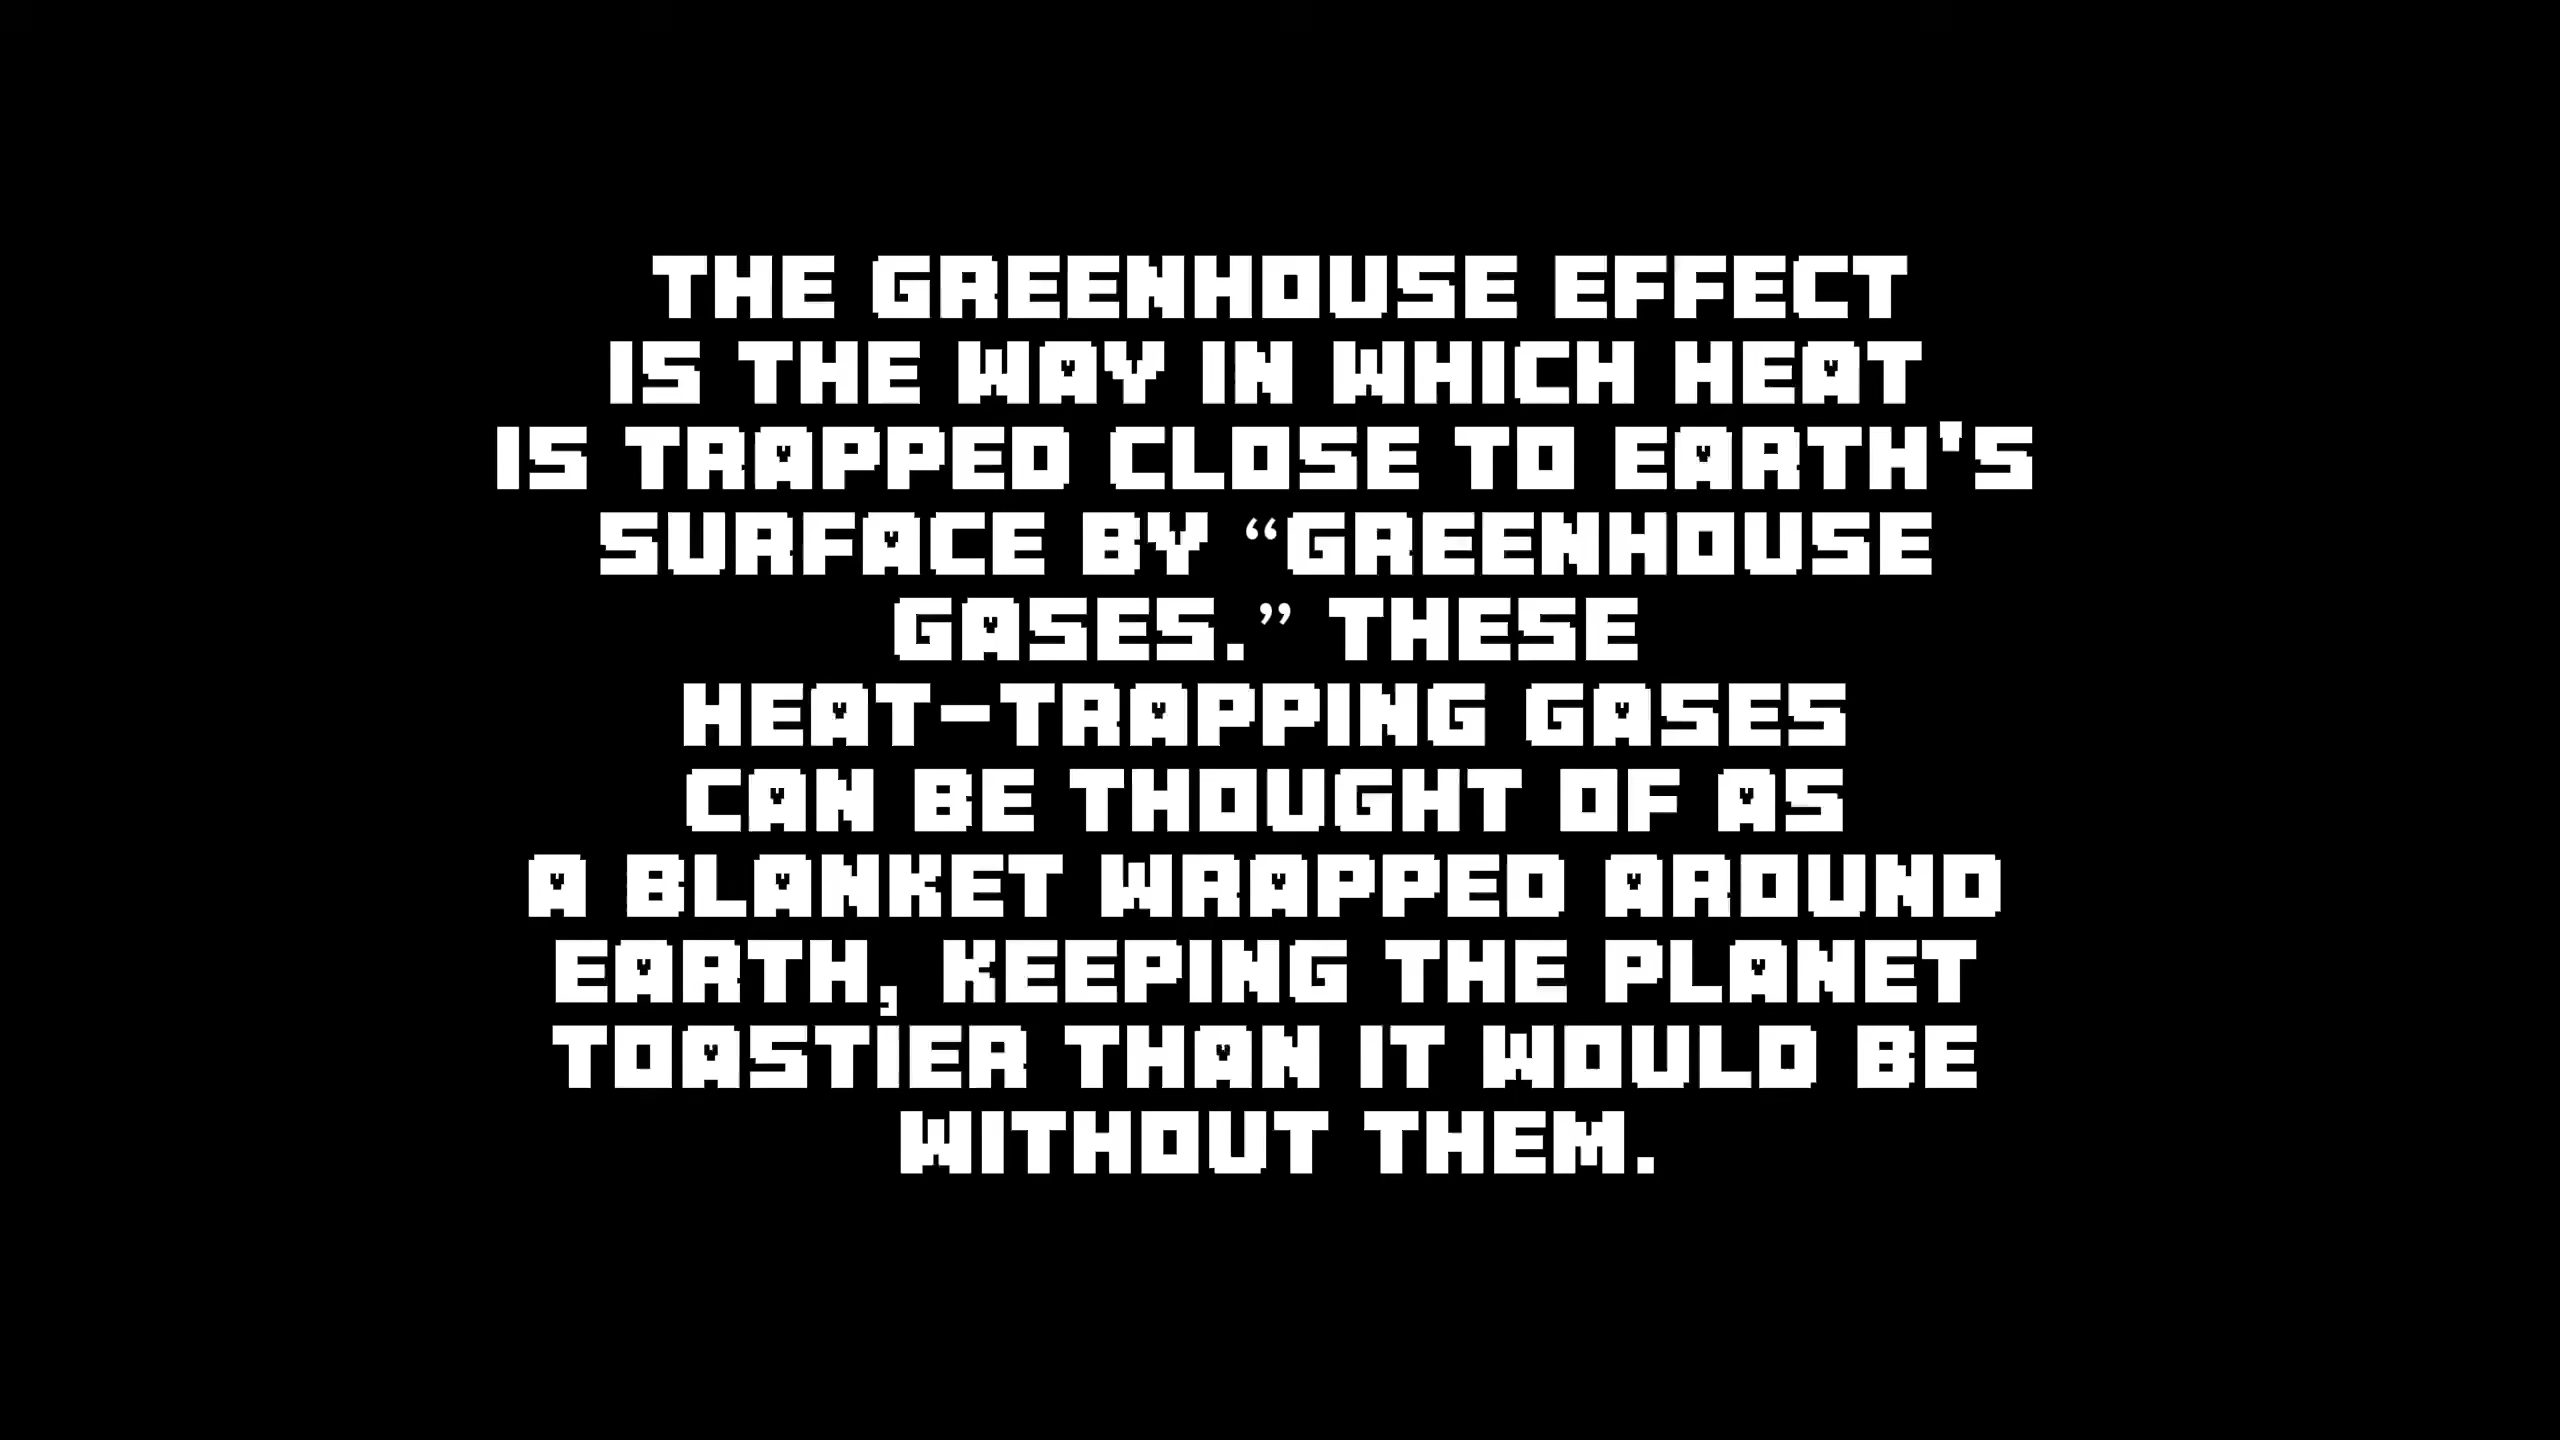 THE GREENHOUSE EFFECT
IS THE WAY IN WHICH HEAT
IS TRAPPED CLOSE TO EARTH'S
SURFACE BY “GREENHOUSE
GASES.” THESE
HEAT-TRAPPING GASES
CAN BE THOUGHT OF AS
A BLANKET WRAPPED AROUND
EARTH, KEEPING THE PLANET
TOASTIER THAN IT WOULD BE
WITHOUT THEM.